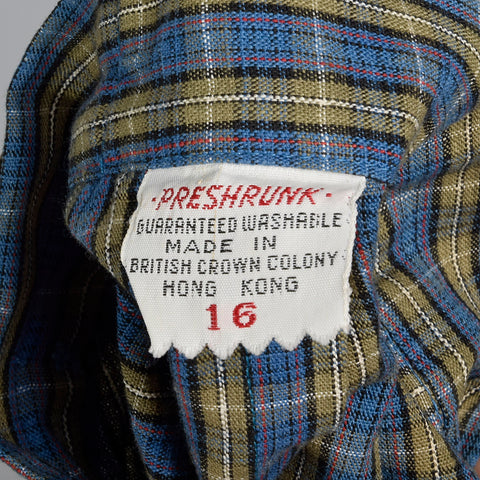 ·PRESHRUNK·
GUARANTEED WASHABLE
MADE IN
BRITISH CROWN COLONY
HONG KONG
16